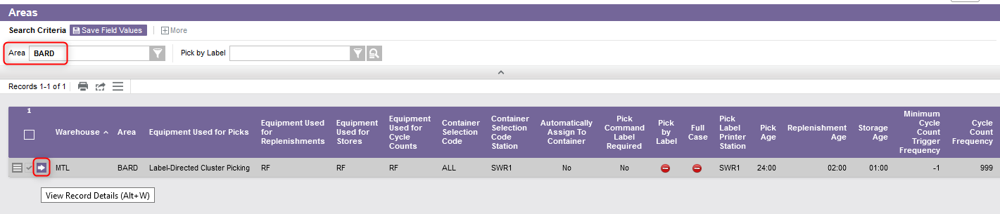 Areas
Search Criteria Save Field Values More
Area BARD Pick by Label
Records 1-1 of 1
1
Warehouse Area Equipment Used for Picks Equipment Used for Replenishments Equipment Used for Stores Equipment Used for Cycle Counts Container Selection Code Container Selection Code Station Automatically Assign To Container Pick Command Label Required Pick by Label Full Case Pick Label Printer Station Pick Age Replenishment Age Storage Age Minimum Cycle Count Trigger Frequency Cycle Count Frequency
MTL BARD Label-Directed Cluster Picking RF RF RF ALL SWR1 No No SWR1 24:00 02:00 01:00 -1 999
View Record Details (Alt+W)